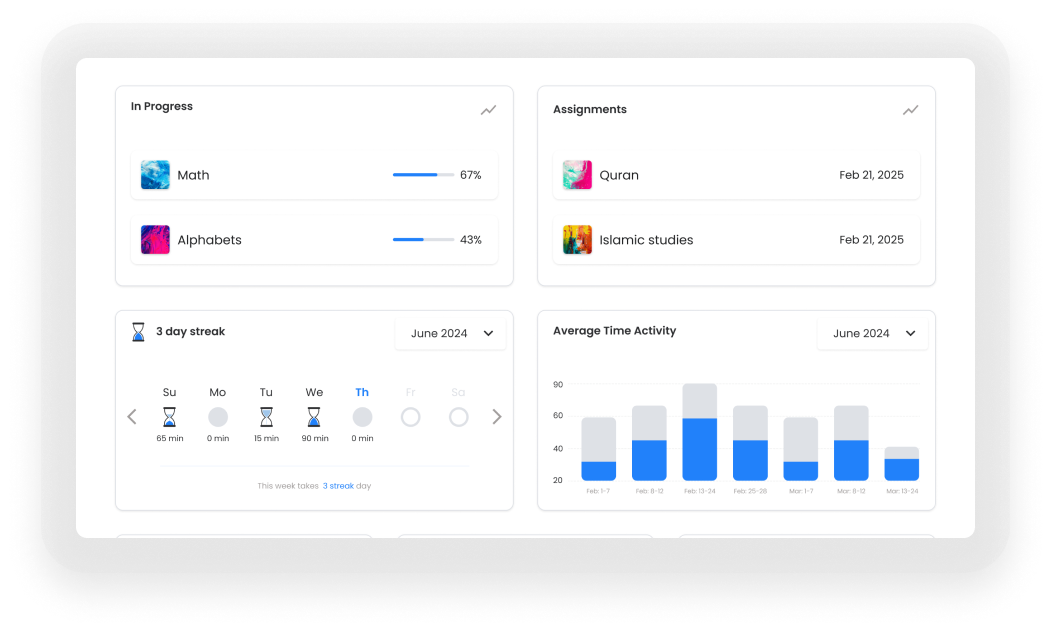 In Progress
Math 67%
Alphabets 43%
Assignments
Quran Feb 21, 2025
Islamic studies Feb 21, 2025
3 day streak June 2024
Su Mo Tu We Th Fr Sa
65 min 0 min 15 min 90 min 0 min
This week takes 3 streak day
Average Time Activity June 2024
90
60
40
20
Feb: 1-7 Feb: 8-12 Feb: 13-24 Feb: 25-28 Mar: 1-7 Mar: 8-12 Mar: 13-24